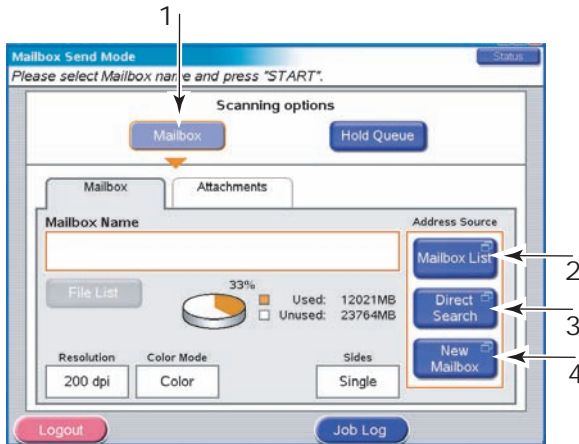 1
Mailbox Send Mode
Status
Please select Mailbox name and press "START".
Scanning options
Mailbox
Hold Queue
Mailbox
Attachments
Mailbox Name
Address Source
Mailbox List
2
File List
33%
Used: 12021MB
Unused: 23764MB
Direct
Search
3
New
Mailbox
4
Resolution
Color Mode
Sides
200 dpi
Color
Single
Logout
Job Log